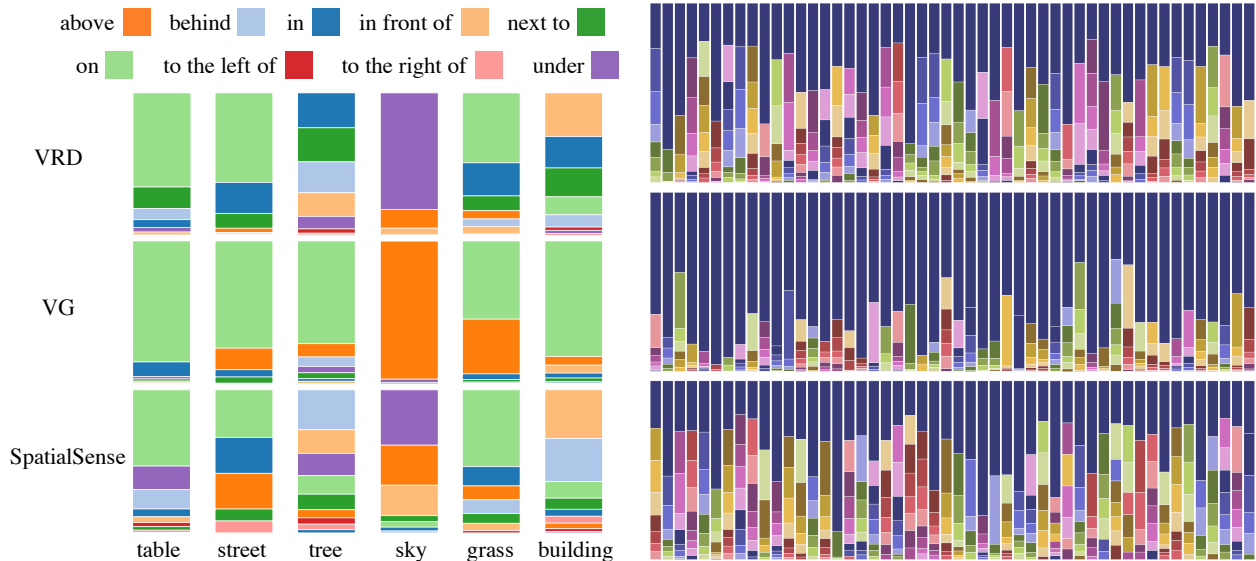 above behind in in front of next to
on to the left of to the right of under
VRD
VG
SpatialSense
table street tree sky grass building